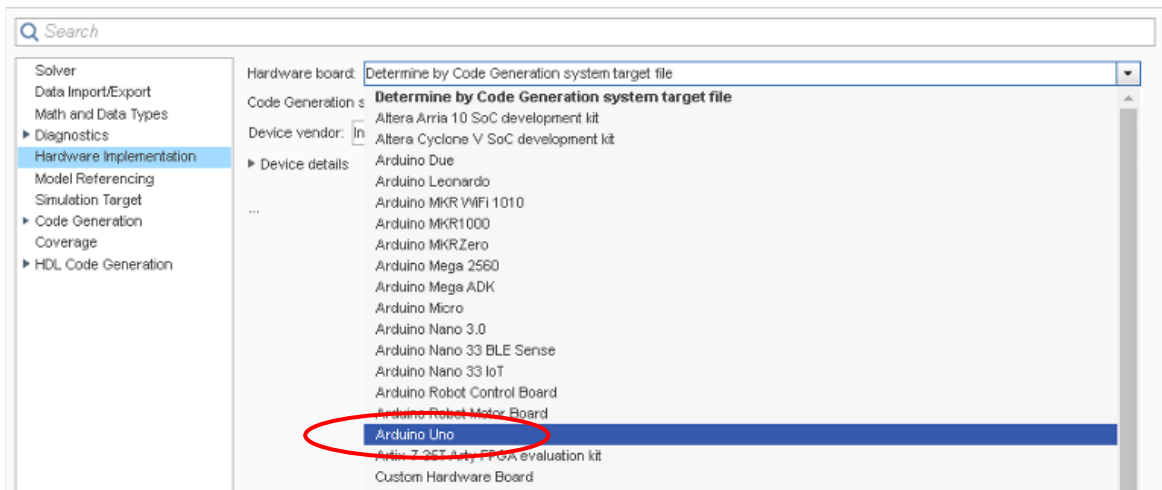 Search
Solver
Data Import/Export
Math and Data Types
Diagnostics
Hardware Implementation
Model Referencing
Simulation Target
Code Generation
Coverage
HDL Code Generation
Hardware board: Determine by Code Generation system target file
Code Generation s
Device vendor: In
Device details
...
Determine by Code Generation system target file
Altera Arria 10 SoC development kit
Altera Cyclone V SoC development kit
Arduino Due
Arduino Leonardo
Arduino MKR WiFi 1010
Arduino MKR1000
Arduino MKRZero
Arduino Mega 2560
Arduino Mega ADK
Arduino Micro
Arduino Nano 3.0
Arduino Nano 33 BLE Sense
Arduino Nano 33 IoT
Arduino Robot Control Board
Arduino Robot Motor Board
Arduino Uno
Artix-7 35T Arty FPGA evaluation kit
Custom Hardware Board